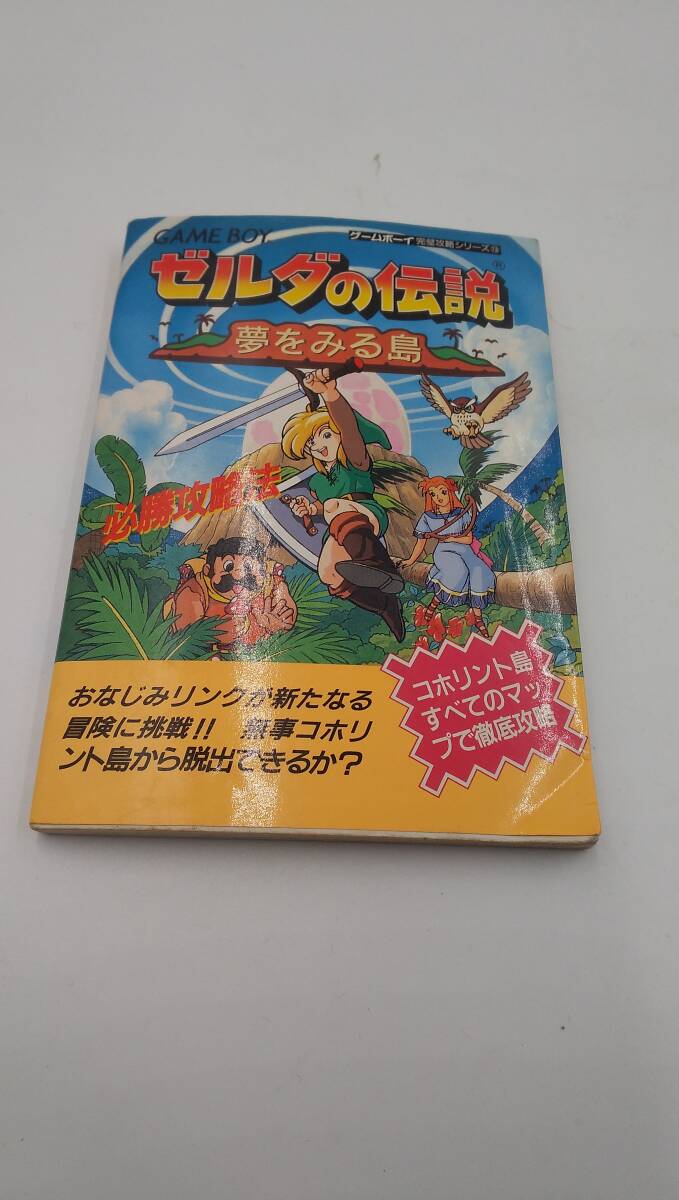 GAME BOY
ゲームボーイ完璧攻略シリーズ
ゼルダの伝説®
夢をみる島
必勝攻略法
おなじみリンクが新たなる
冒険に挑戦!! 無事コホリ
ント島から脱出できるか?
コホリント島
すべてのマッ
プで徹底攻略